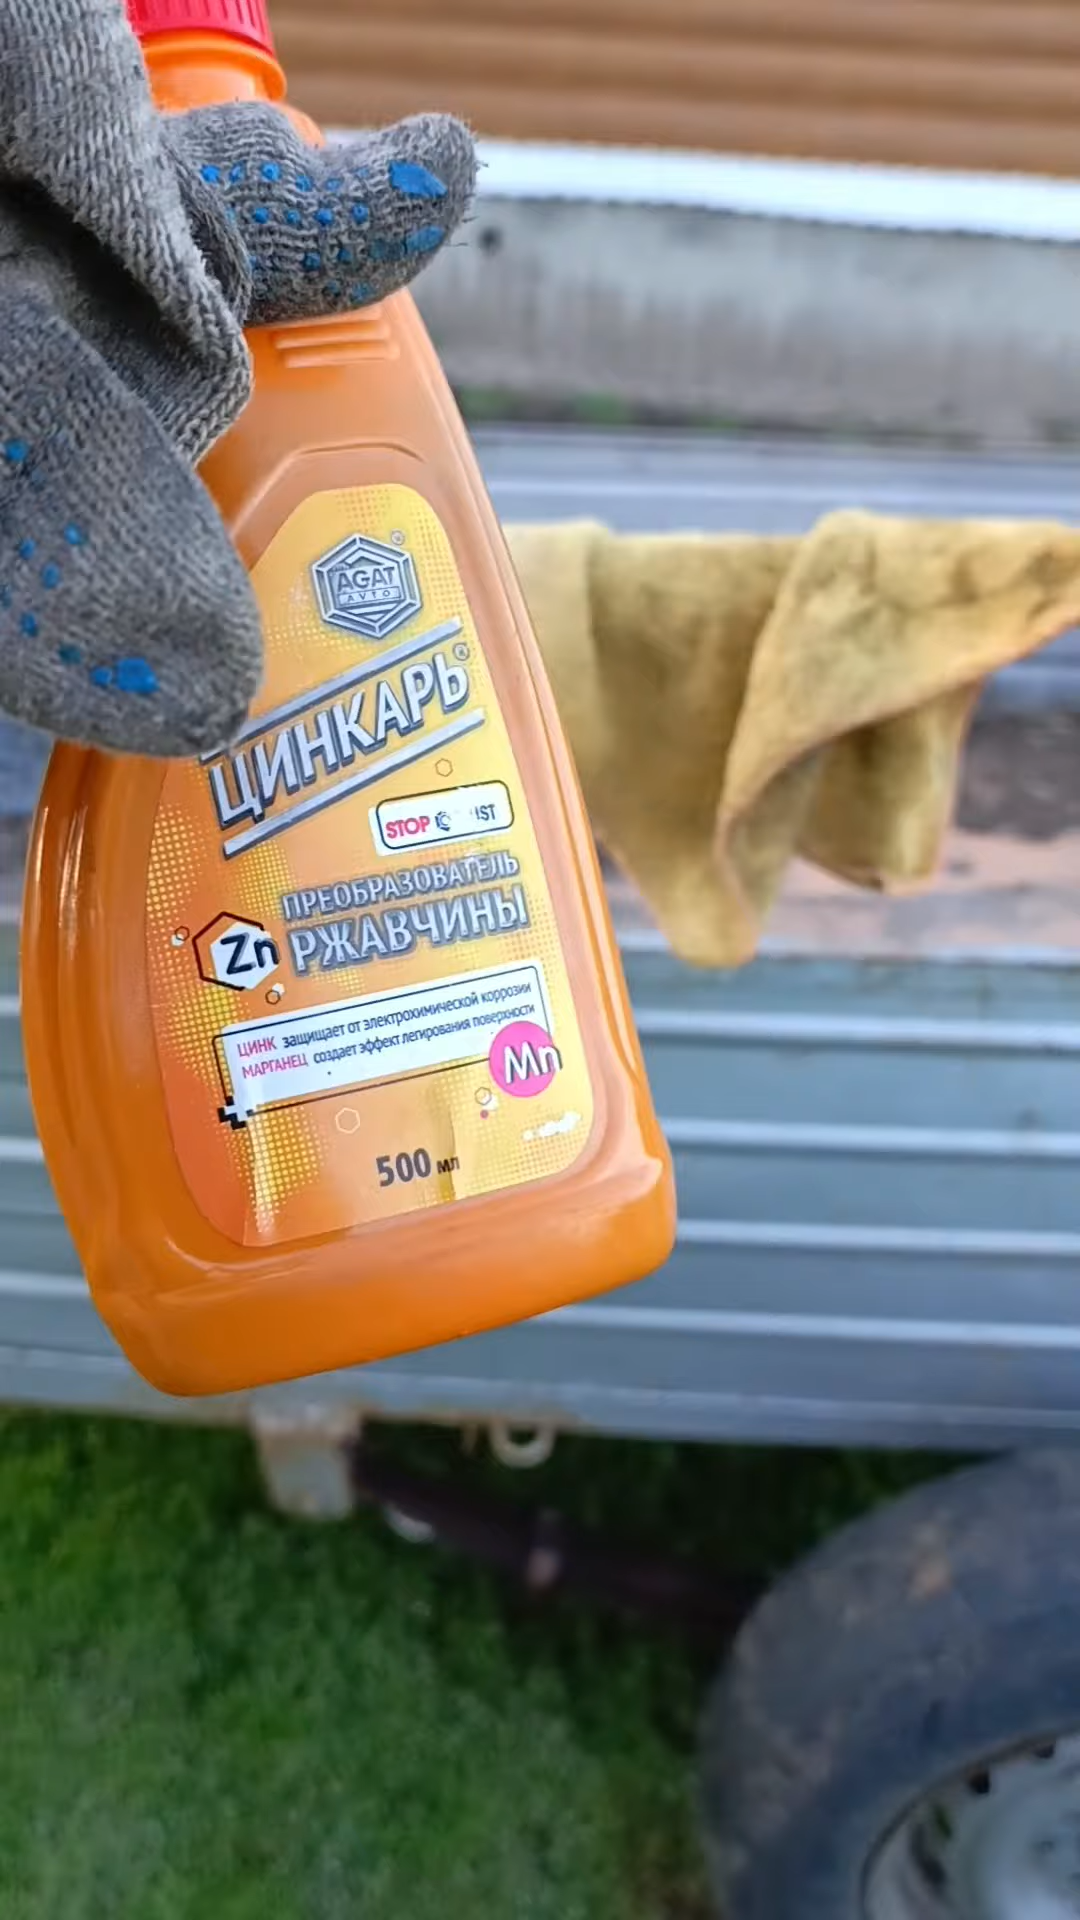 AGAT
AVTO
ЦИНКАРЬ®
STOP
ПРЕОБРАЗОВАТЕЛЬ
Zn РЖАВЧИНЫ
ЦИНК защищает от электрохимической коррозии
МАРГАНЕЦ создает эффект легирования поверхности
Mn
500 мл